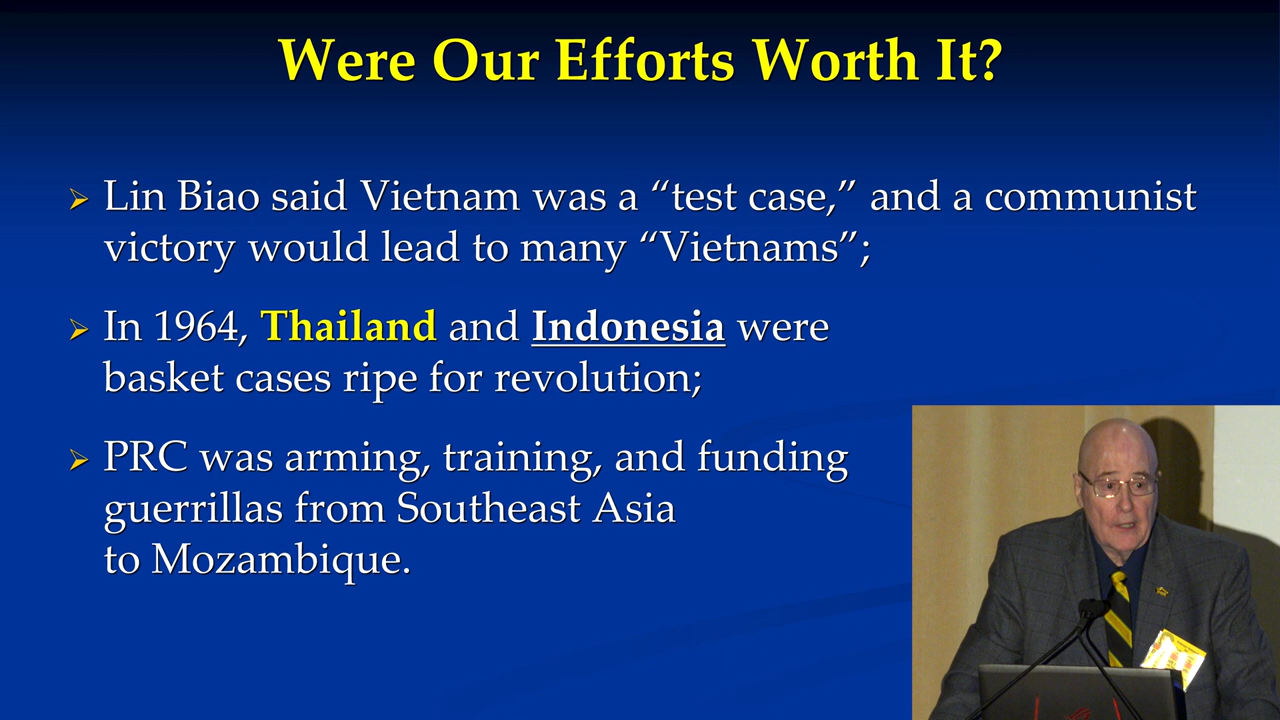 Were Our Efforts Worth It?
Lin Biao said Vietnam was a “test case,” and a communist
victory would lead to many “Vietnams”;
In 1964, Thailand and Indonesia were
basket cases ripe for revolution;
PRC was arming, training, and funding
guerrillas from Southeast Asia
to Mozambique.